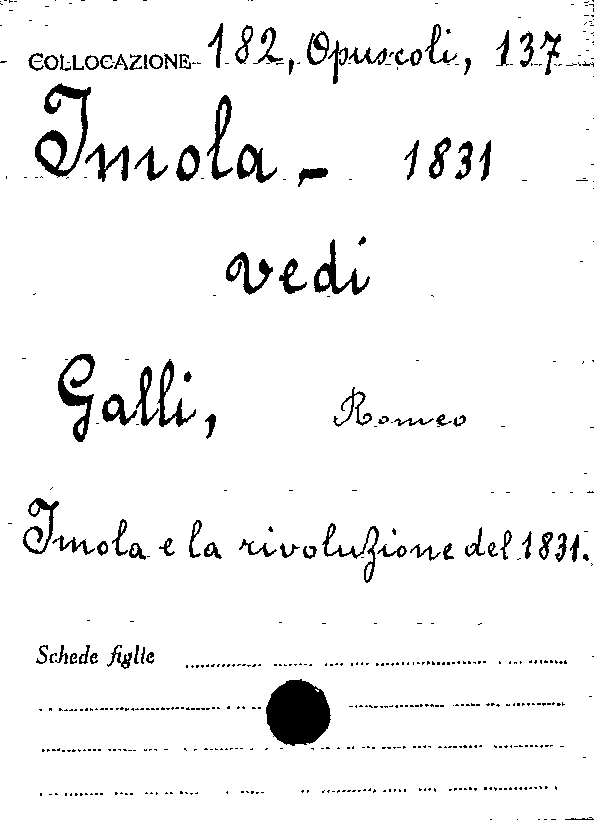 COLLOCAZIONE 182, Opuscoli, 137
Imola - 1831
vedi
Galli, Romeo
Imola e la rivoluzione del 1831.
Schede figlie